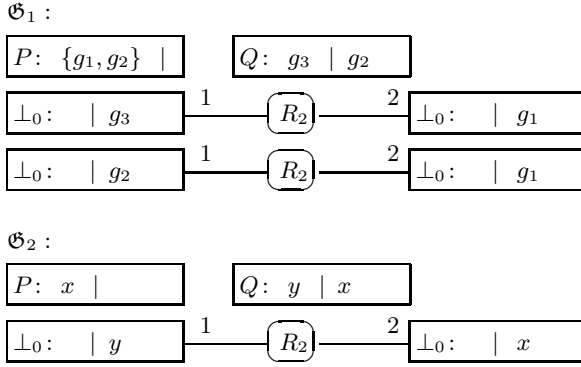 𝔊₁ :
P : {g₁, g₂} | Q : g₃ | g₂
⊥₀ : | g₃ 1 R₂ 2 ⊥₀ : | g₁
⊥₀ : | g₂ 1 R₂ 2 ⊥₀ : | g₁
𝔊₂ :
P : x | Q : y | x
⊥₀ : | y 1 R₂ 2 ⊥₀ : | x